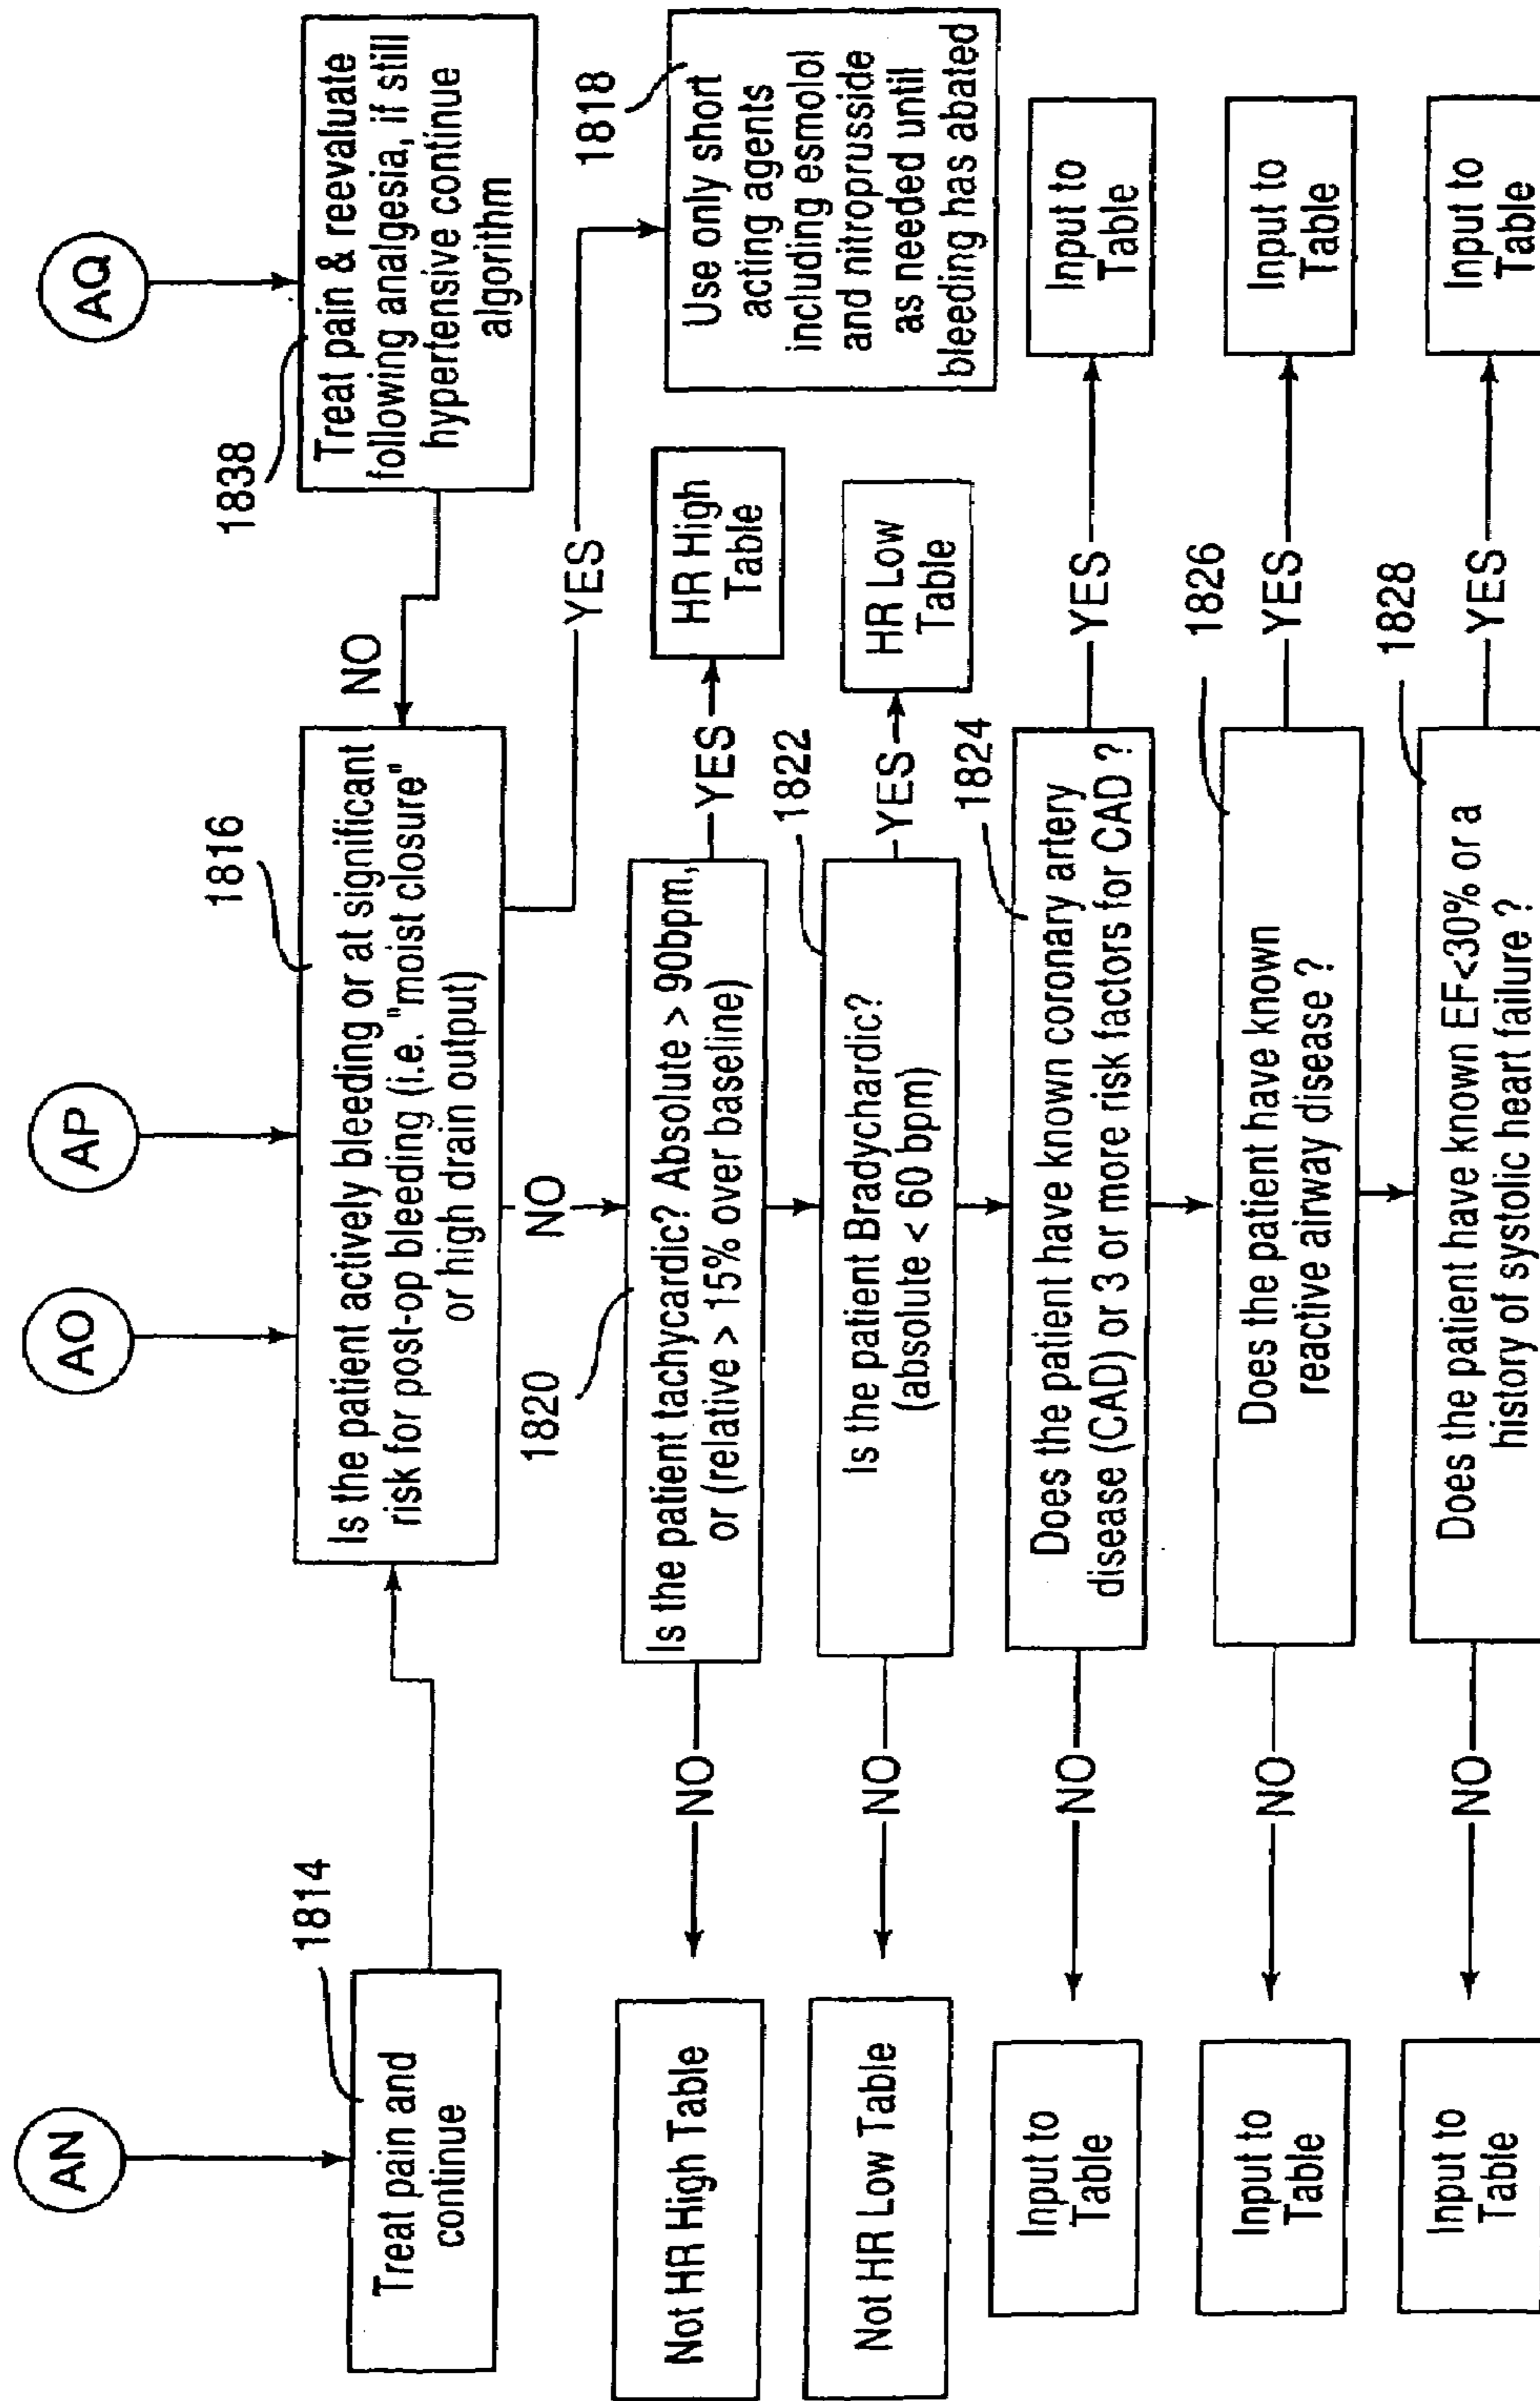 AN
AO
AP
AQ
1814
Treat pain and
continue
1816
Is the patient actively bleeding or at significant
risk for post-op bleeding (i.e. "moist closure"
or high drain output)
NO
1838
Treat pain & reevaluate
following analgesia, if still
hypertensive continue
algorithm
YES
1818
Use only short
acting agents
including esmolol
and nitroprusside
as needed until
bleeding has abated
NO
1820
Not HR High Table
NO
Is the patient tachycardic? Absolute > 90bpm,
or (relative > 15% over baseline)
YES
HR High
Table
Not HR Low Table
NO
Is the patient Bradychardic?
(absolute < 60 bpm)
1822
YES
HR Low
Table
Input to
Table
NO
Does the patient have known coronary artery
disease (CAD) or 3 or more risk factors for CAD ?
1824
YES
Input to
Table
Input to
Table
NO
Does the patient have known
reactive airway disease ?
1826
YES
Input to
Table
Input to
Table
NO
Does the patient have known EF<30% or a
history of systolic heart failure ?
1828
YES
Input to
Table